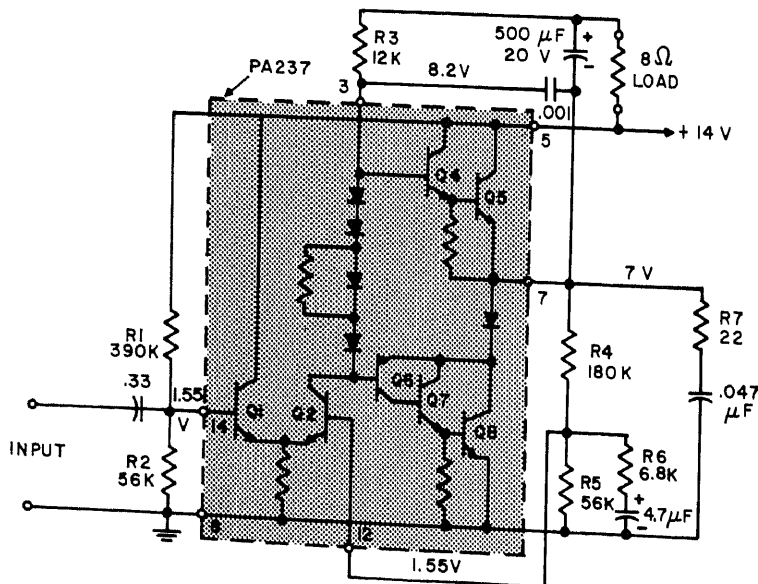 PA237
R3
12K
500 µF
20 V
+
-
8Ω
LOAD
8.2V
3
.001
5
+ 14 V
Q4
Q5
7
7 V
R1
390K
R4
180K
R7
22
.047
µF
.33
1.55
V
14
Q1
Q2
Q6
Q7
Q8
INPUT
R2
56K
R5
56K
R6
6.8K
+
4.7µF
-
8
12
1.55V